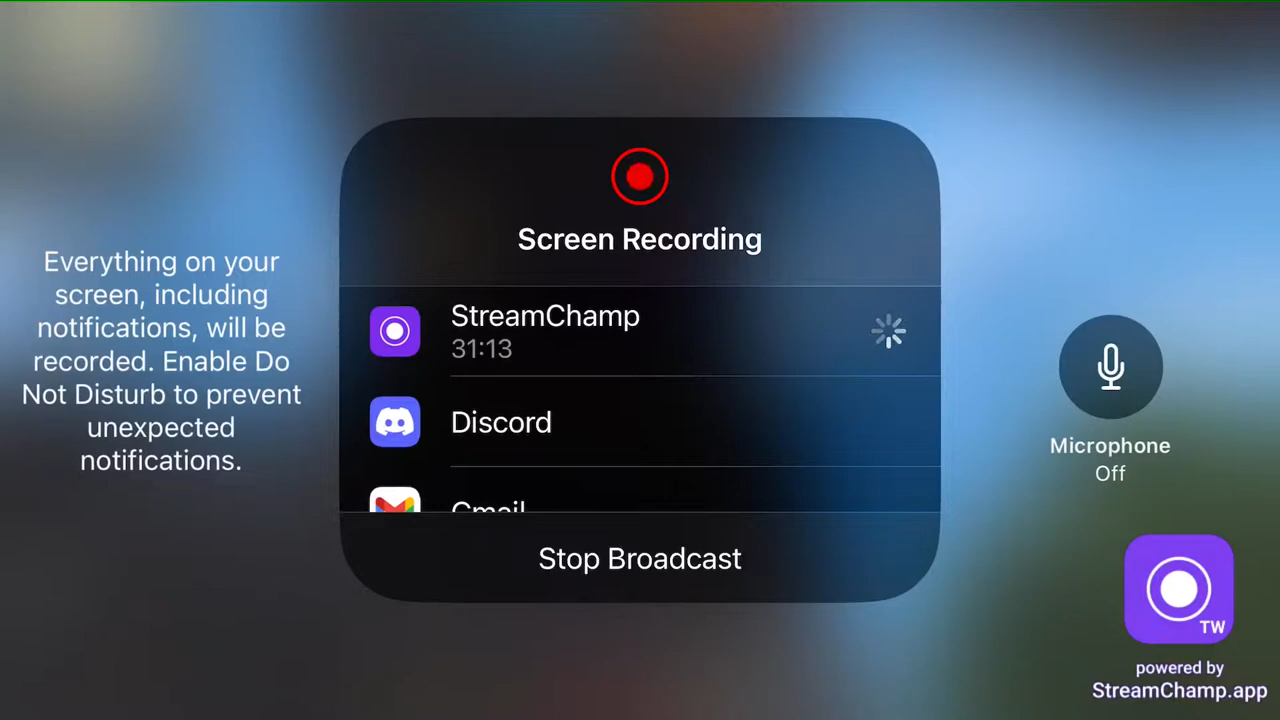 Everything on your
screen, including
notifications, will be
recorded. Enable Do
Not Disturb to prevent
unexpected
notifications.
Screen Recording
StreamChamp
31:13
Discord
Gmail
Stop Broadcast
Microphone
Off
TW
powered by
StreamChamp.app